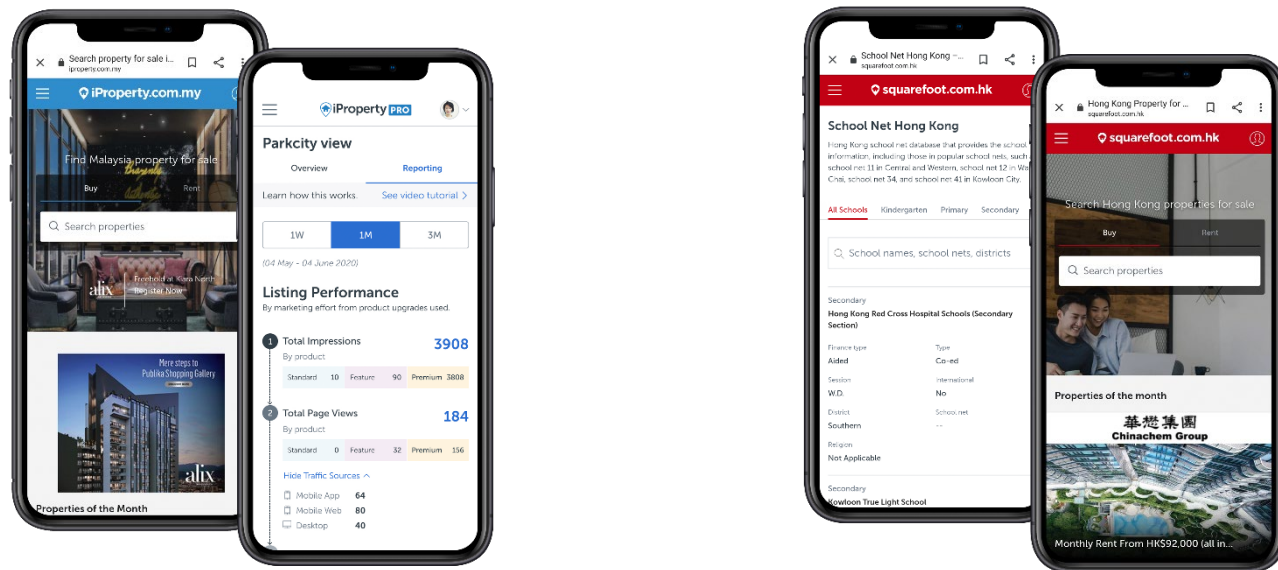 Search property for sale i...
iproperty.com.my
iProperty.com.my
Find Malaysia property for sale
Buy
Rent
Search properties
alix
Freehold at Kiara North
Register Now
Mere steps to
Publika Shopping Gallery
alix
Properties of the Month
iProperty PRO
Parkcity view
Overview
Reporting
Learn how this works.
See video tutorial >
1W
1M
3M
(04 May - 04 June 2020)
Listing Performance
By marketing effort from product upgrades used.
1 Total Impressions 3908
By product
Standard 10 Feature 90 Premium 3808
2 Total Page Views 184
By product
Standard 0 Feature 32 Premium 156
Hide Traffic Sources
Mobile App 64
Mobile Web 80
Desktop 40
School Net Hong Kong –...
squarefoot.com.hk
squarefoot.com.hk
School Net Hong Kong
Hong Kong school net database that provides the school
information, including those in popular school nets, such
school net 11 in Central and Western, school net 12 in Wa
Chai, school net 34, and school net 41 in Kowloon City.
All Schools Kindergarten Primary Secondary
School names, school nets, districts
Secondary
Hong Kong Red Cross Hospital Schools (Secondary
Section)
Finance type Type
Aided Co-ed
Session International
W.D. No
District School net
Southern --
Religion
Not Applicable
Secondary
Kowloon True Light School
Hong Kong Property for ...
squarefoot.com.hk
squarefoot.com.hk
Search Hong Kong properties for sale
Buy
Rent
Search properties
Properties of the month
華懋集團
Chinachem Group
Monthly Rent From HK$92,000 (all in...